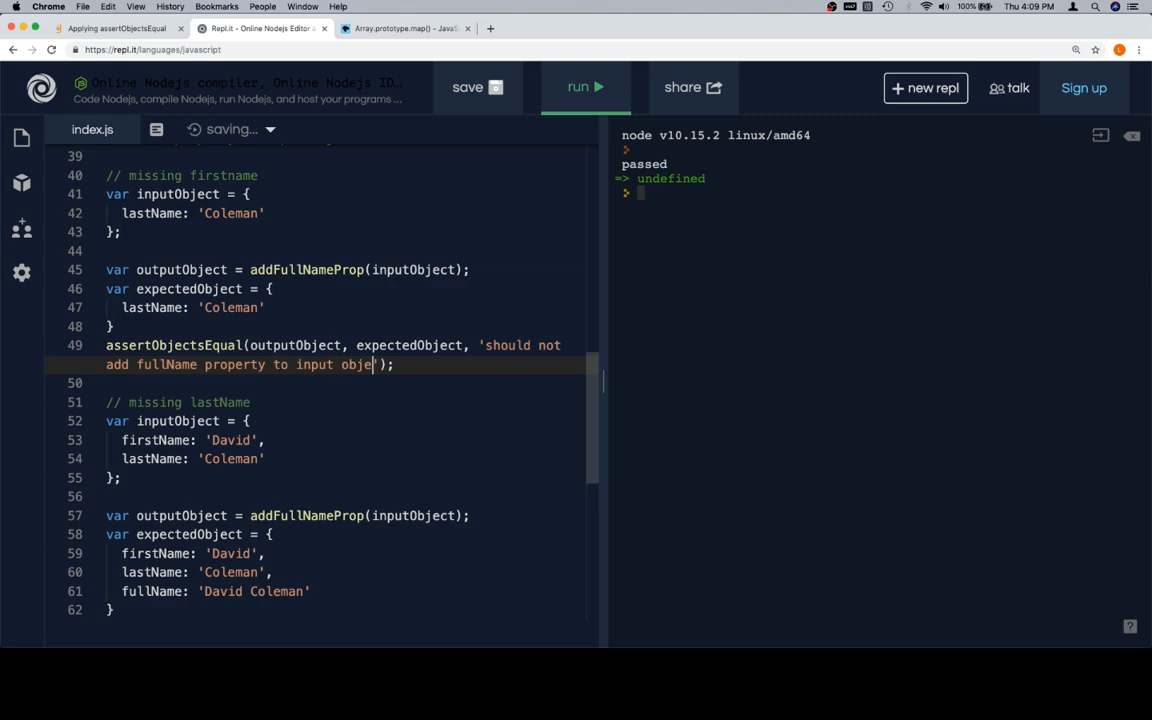 Chrome File Edit View History Bookmarks People Window Help 100% Thu 4:09 PM
Applying assertObjectsEqual Repl.it - Online Nodejs Editor Array.prototype.map() - JavaS
https://repl.it/languages/javascript
Online Nodejs compiler, Online Nodejs ID...
Code Nodejs, compile Nodejs, run Nodejs, and host your programs ...
save run share + new repl talk Sign up
index.js saving...
node v10.15.2 linux/amd64
passed
=> undefined
39
40 // missing firstname
41 var inputObject = {
42 lastName: 'Coleman'
43 };
44
45 var outputObject = addFullNameProp(inputObject);
46 var expectedObject = {
47 lastName: 'Coleman'
48 }
49 assertObjectsEqual(outputObject, expectedObject, 'should not
add fullName property to input obje');
50
51 // missing lastName
52 var inputObject = {
53 firstName: 'David',
54 lastName: 'Coleman'
55 };
56
57 var outputObject = addFullNameProp(inputObject);
58 var expectedObject = {
59 firstName: 'David',
60 lastName: 'Coleman',
61 fullName: 'David Coleman'
62 }